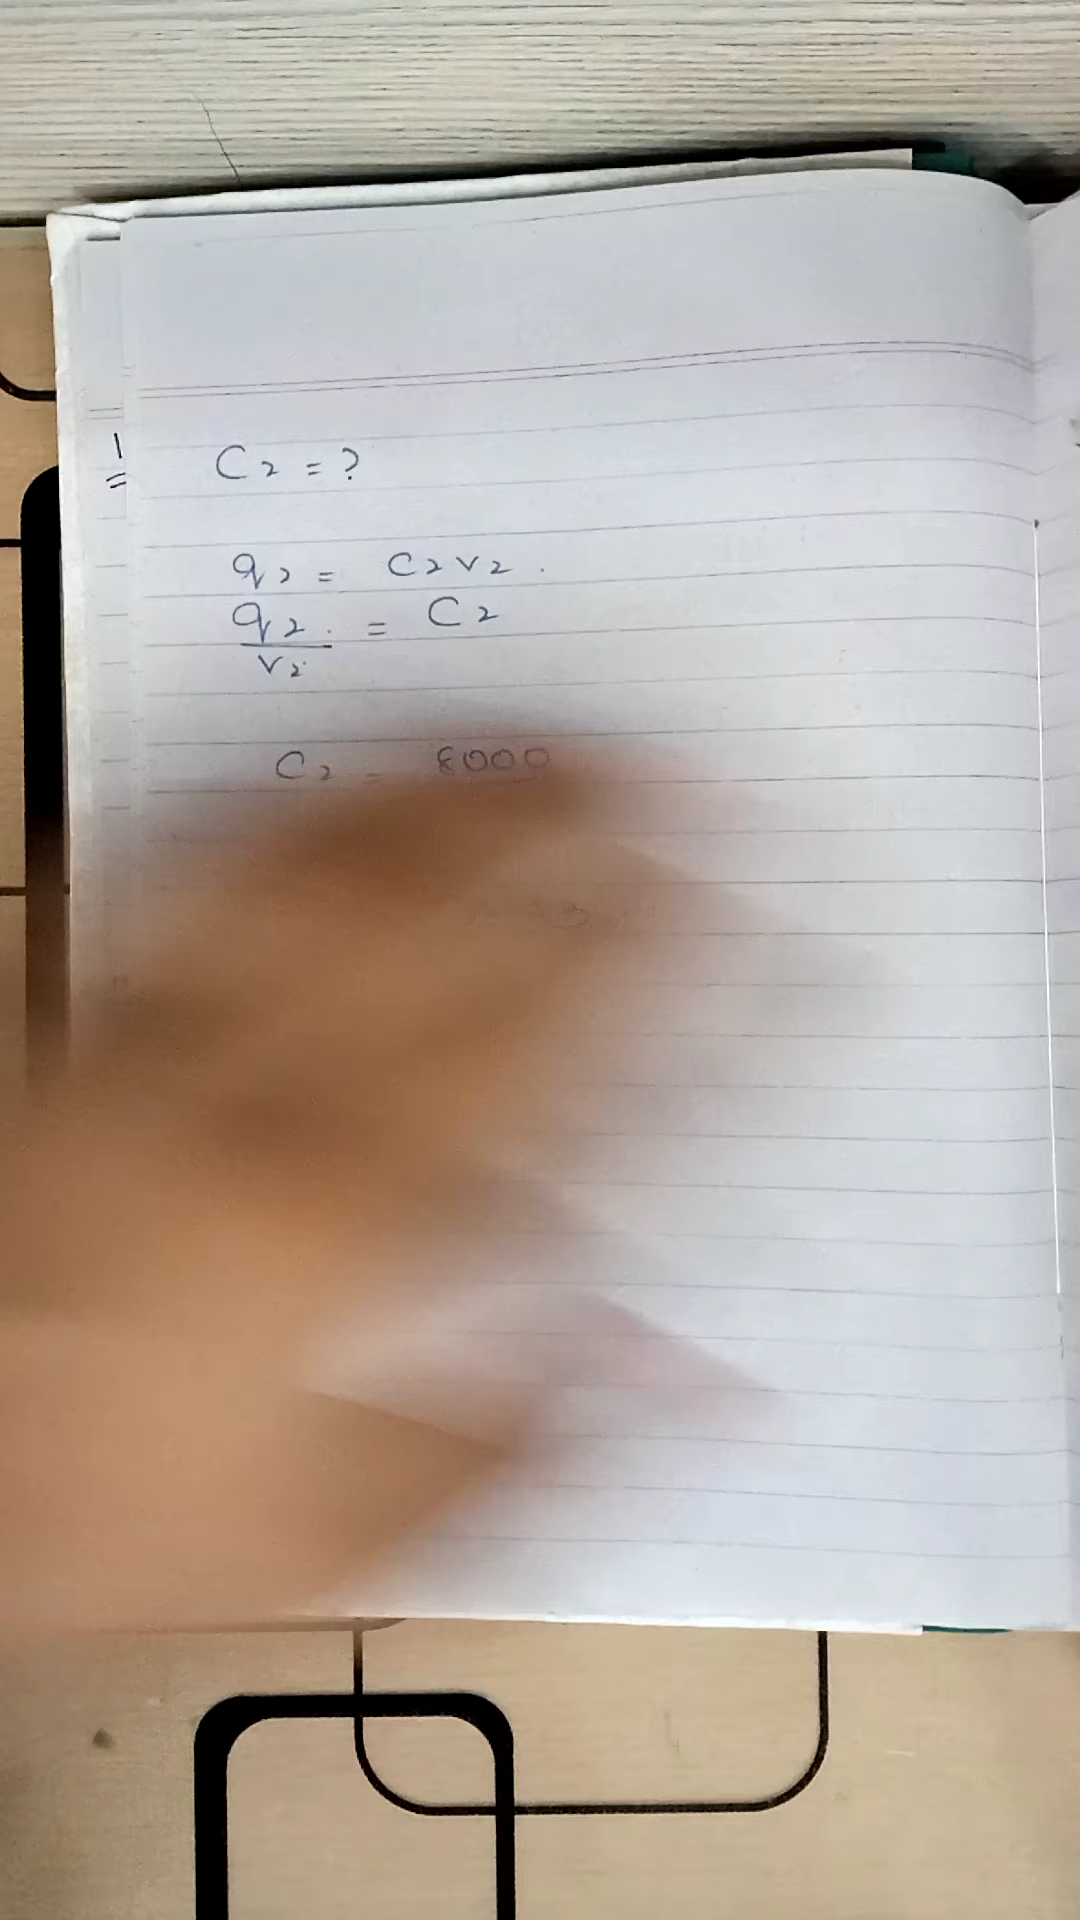 C2 = ?
q2 = C2V2.
q2. = C2
V2
C2 = 8000